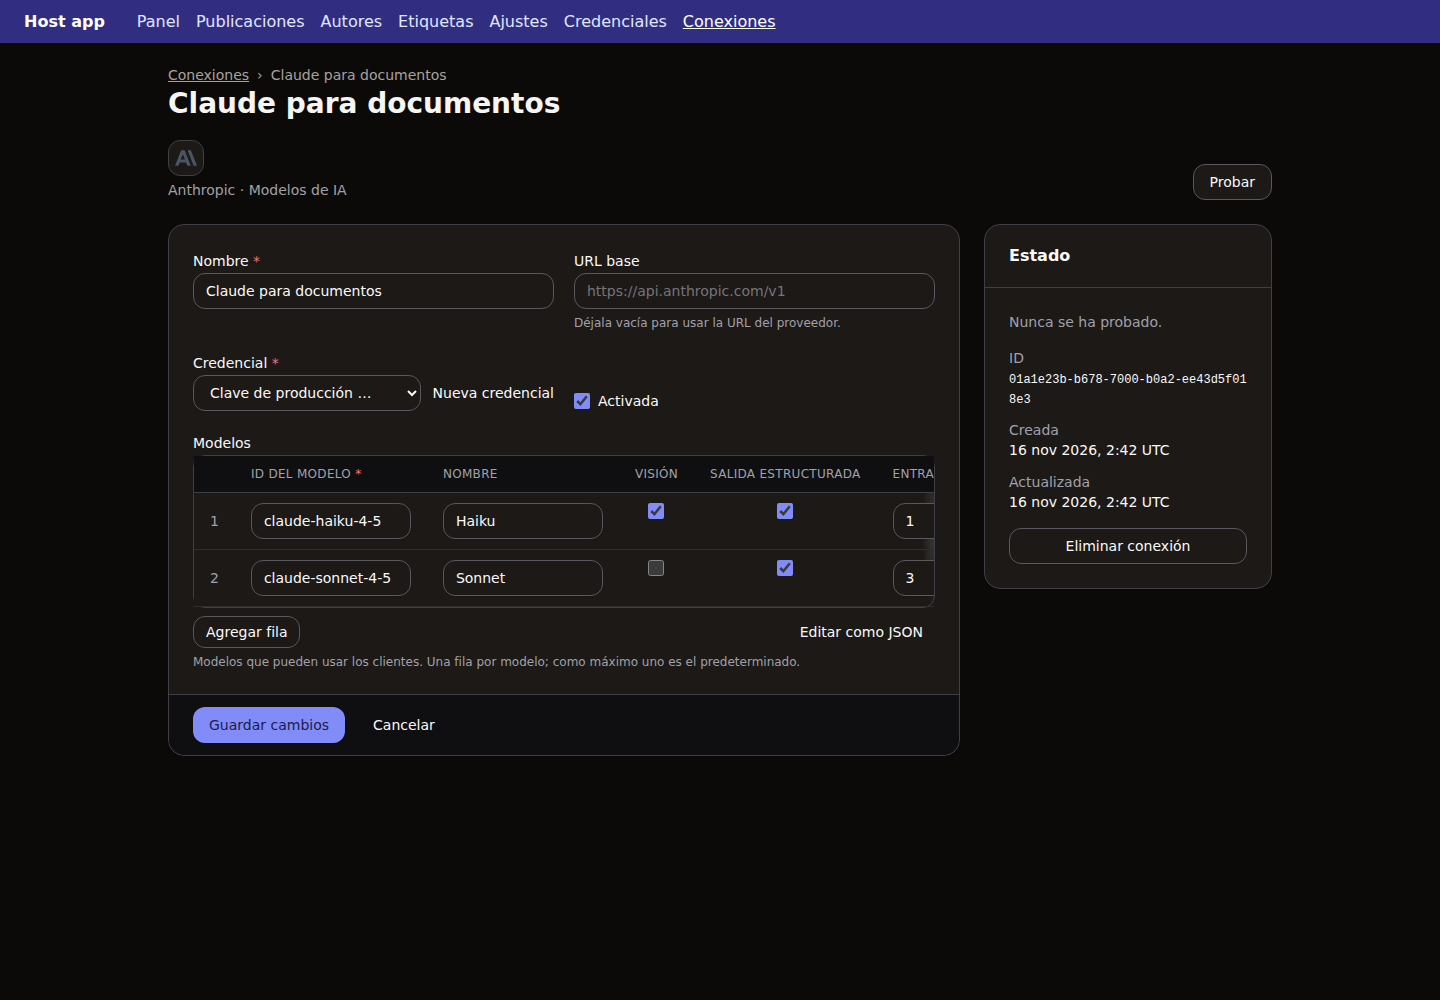 Host app Panel Publicaciones Autores Etiquetas Ajustes Credenciales Conexiones
Conexiones › Claude para documentos
Claude para documentos
Anthropic · Modelos de IA
Probar
Nombre *
Claude para documentos
URL base
https://api.anthropic.com/v1
Déjala vacía para usar la URL del proveedor.
Credencial *
Clave de producción ...
Nueva credencial
Activada
Modelos
ID DEL MODELO * NOMBRE VISIÓN SALIDA ESTRUCTURADA ENTRA
1 claude-haiku-4-5 Haiku 1
2 claude-sonnet-4-5 Sonnet 3
Agregar fila
Editar como JSON
Modelos que pueden usar los clientes. Una fila por modelo; como máximo uno es el predeterminado.
Guardar cambios Cancelar
Estado
Nunca se ha probado.
ID
01a1e23b-b678-7000-b0a2-ee43d5f01
8e3
Creada
16 nov 2026, 2:42 UTC
Actualizada
16 nov 2026, 2:42 UTC
Eliminar conexión